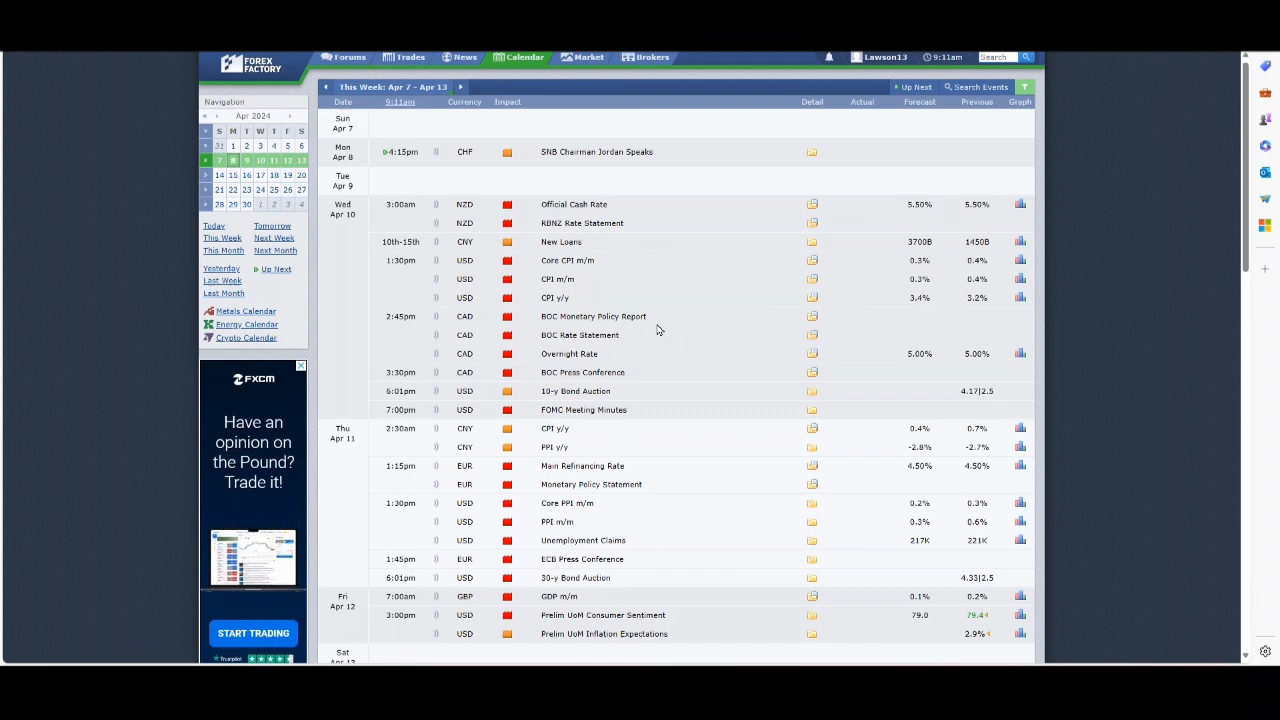 FOREX FACTORY
Forums Trades News Calendar Market Brokers Lawson13 9:11am Search
Navigation
« ‹ Apr 2024 ›
S M T W T F S
> 31 1 2 3 4 5 6
> 7 8 9 10 11 12 13
> 14 15 16 17 18 19 20
> 21 22 23 24 25 26 27
> 28 29 30 1 2 3 4
Today Tomorrow
This Week Next Week
This Month Next Month
Yesterday Up Next
Last Week
Last Month
Metals Calendar
Energy Calendar
Crypto Calendar
FXCM
Have an
opinion on
the Pound?
Trade it!
START TRADING
Trustpilot
This Week: Apr 7 - Apr 13 Up Next Search Events
Date 9:11am Currency Impact Detail Actual Forecast Previous Graph
Sun
Apr 7
Mon
Apr 8
4:15pm CHF SNB Chairman Jordan Speaks
Tue
Apr 9
Wed
Apr 10
3:00am NZD Official Cash Rate 5.50% 5.50%
NZD RBNZ Rate Statement
10th-15th CNY New Loans 3700B 1450B
1:30pm USD Core CPI m/m 0.3% 0.4%
USD CPI m/m 0.3% 0.4%
USD CPI y/y 3.4% 3.2%
2:45pm CAD BOC Monetary Policy Report
CAD BOC Rate Statement
CAD Overnight Rate 5.00% 5.00%
3:30pm CAD BOC Press Conference
6:01pm USD 10-y Bond Auction 4.17|2.5
7:00pm USD FOMC Meeting Minutes
Thu
Apr 11
2:30am CNY CPI y/y 0.4% 0.7%
CNY PPI y/y -2.8% -2.7%
1:15pm EUR Main Refinancing Rate 4.50% 4.50%
EUR Monetary Policy Statement
1:30pm USD Core PPI m/m 0.2% 0.3%
USD PPI m/m 0.3% 0.6%
USD Unemployment Claims 217K 221K
1:45pm EUR ECB Press Conference
6:01pm USD 30-y Bond Auction 4.33|2.5
Fri
Apr 12
7:00am GBP GDP m/m 0.1% 0.2%
3:00pm USD Prelim UoM Consumer Sentiment 79.0 79.4
USD Prelim UoM Inflation Expectations 2.9%
Sat
Apr 13